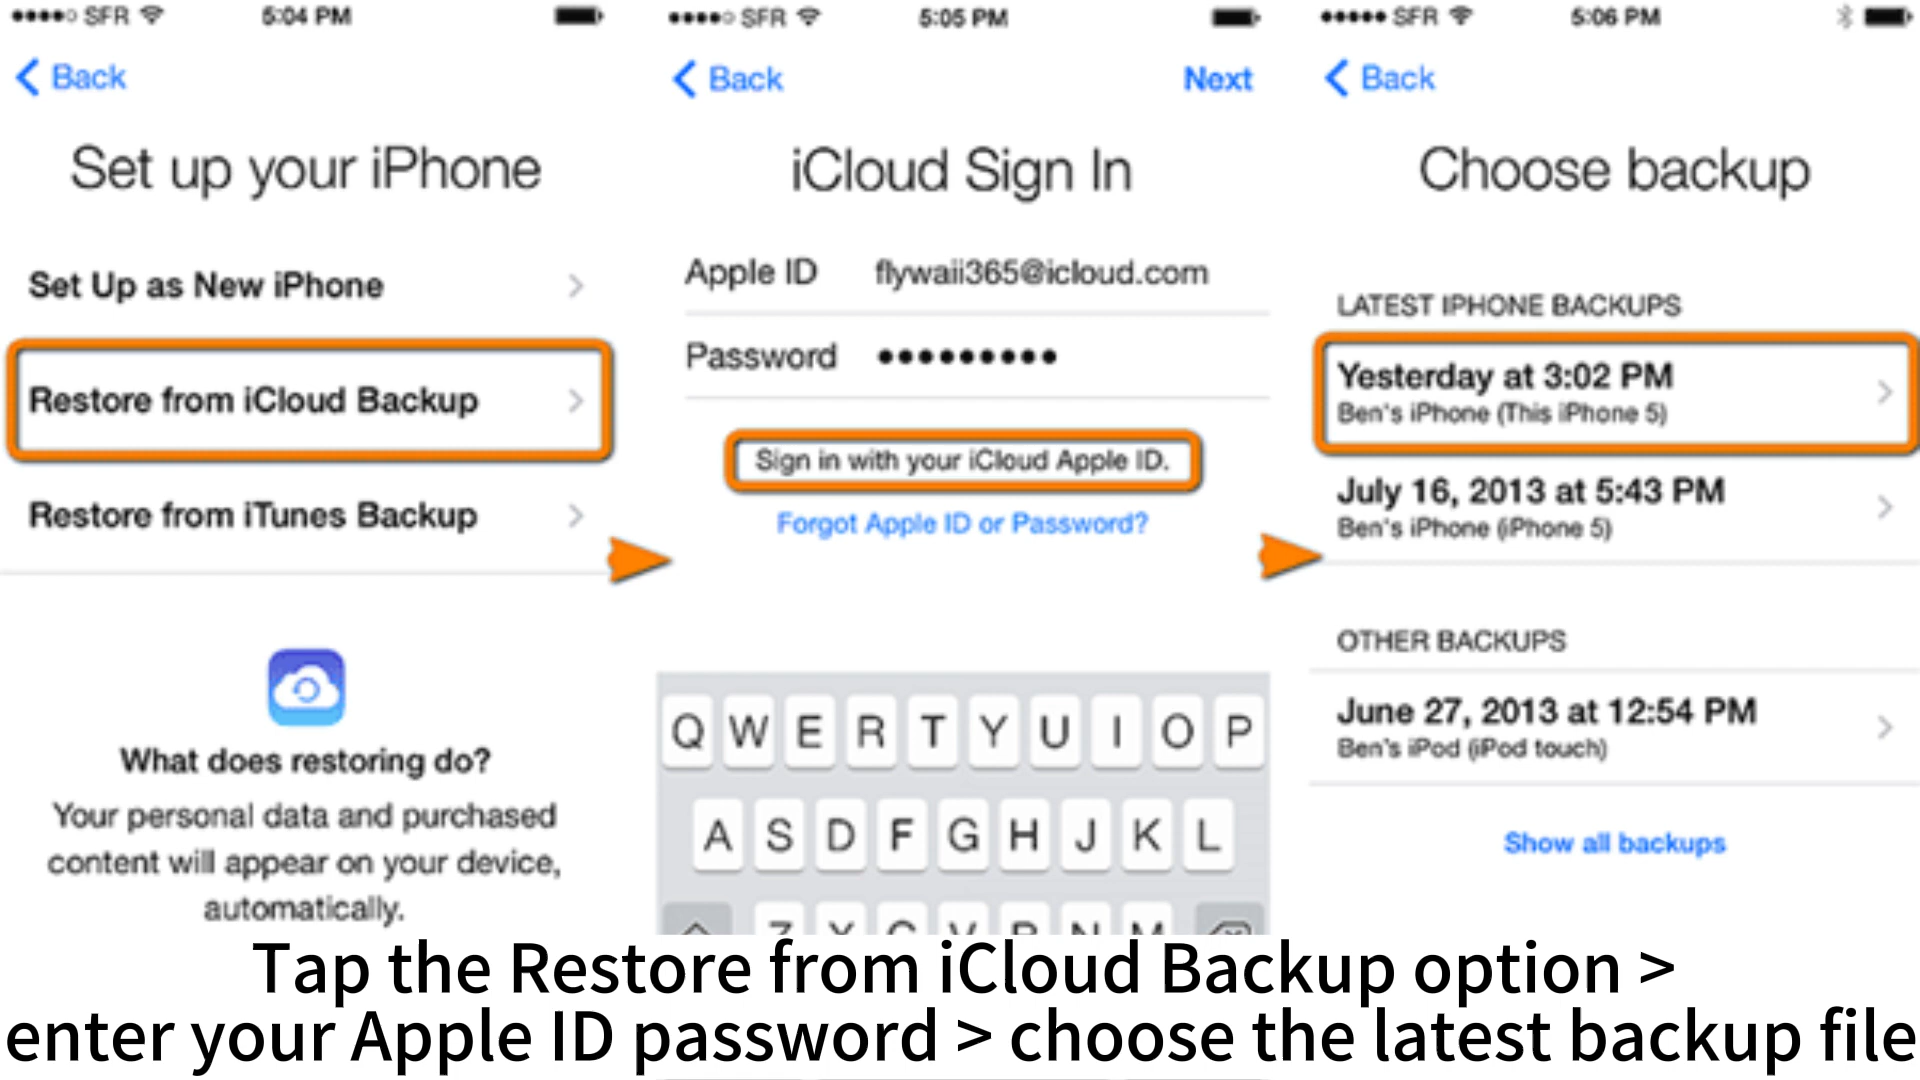 SFR 5:04 PM
Back
Set up your iPhone
Set Up as New iPhone
Restore from iCloud Backup
Restore from iTunes Backup
What does restoring do?
Your personal data and purchased
content will appear on your device,
automatically.
SFR 5:05 PM
Back Next
iCloud Sign In
Apple ID flywaii365@icloud.com
Password •••••••••
Sign in with your iCloud Apple ID.
Forgot Apple ID or Password?
Q W E R T Y U I O P
A S D F G H J K L
Z X C V B N M
SFR 5:06 PM
Back
Choose backup
LATEST IPHONE BACKUPS
Yesterday at 3:02 PM
Ben's iPhone (This iPhone 5)
July 16, 2013 at 5:43 PM
Ben's iPhone (iPhone 5)
OTHER BACKUPS
June 27, 2013 at 12:54 PM
Ben's iPod (iPod touch)
Show all backups
Tap the Restore from iCloud Backup option >
enter your Apple ID password > choose the latest backup file